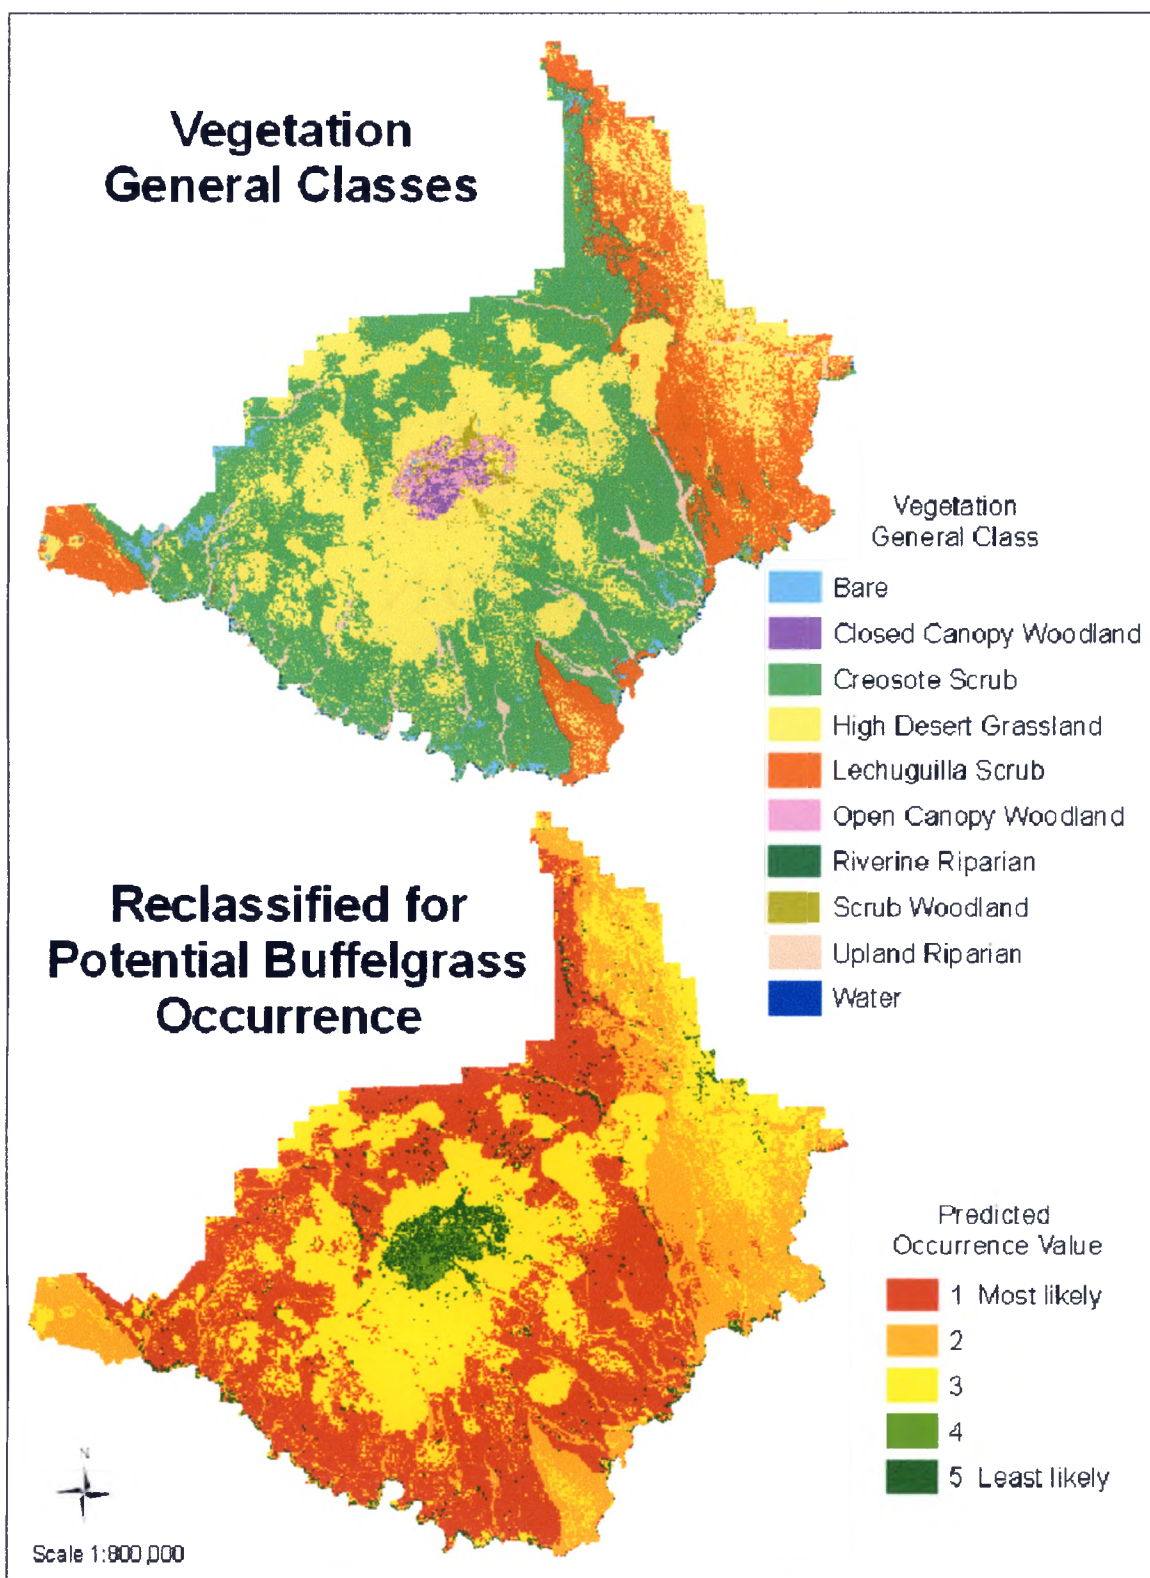 Vegetation
General Classes
Vegetation
General Class
Bare
Closed Canopy Woodland
Creosote Scrub
High Desert Grassland
Lechuguilla Scrub
Open Canopy Woodland
Riverine Riparian
Scrub Woodland
Upland Riparian
Water
Reclassified for
Potential Buffelgrass
Occurrence
Predicted
Occurrence Value
1 Most likely
2
3
4
5 Least likely
N
Scale 1:800,000